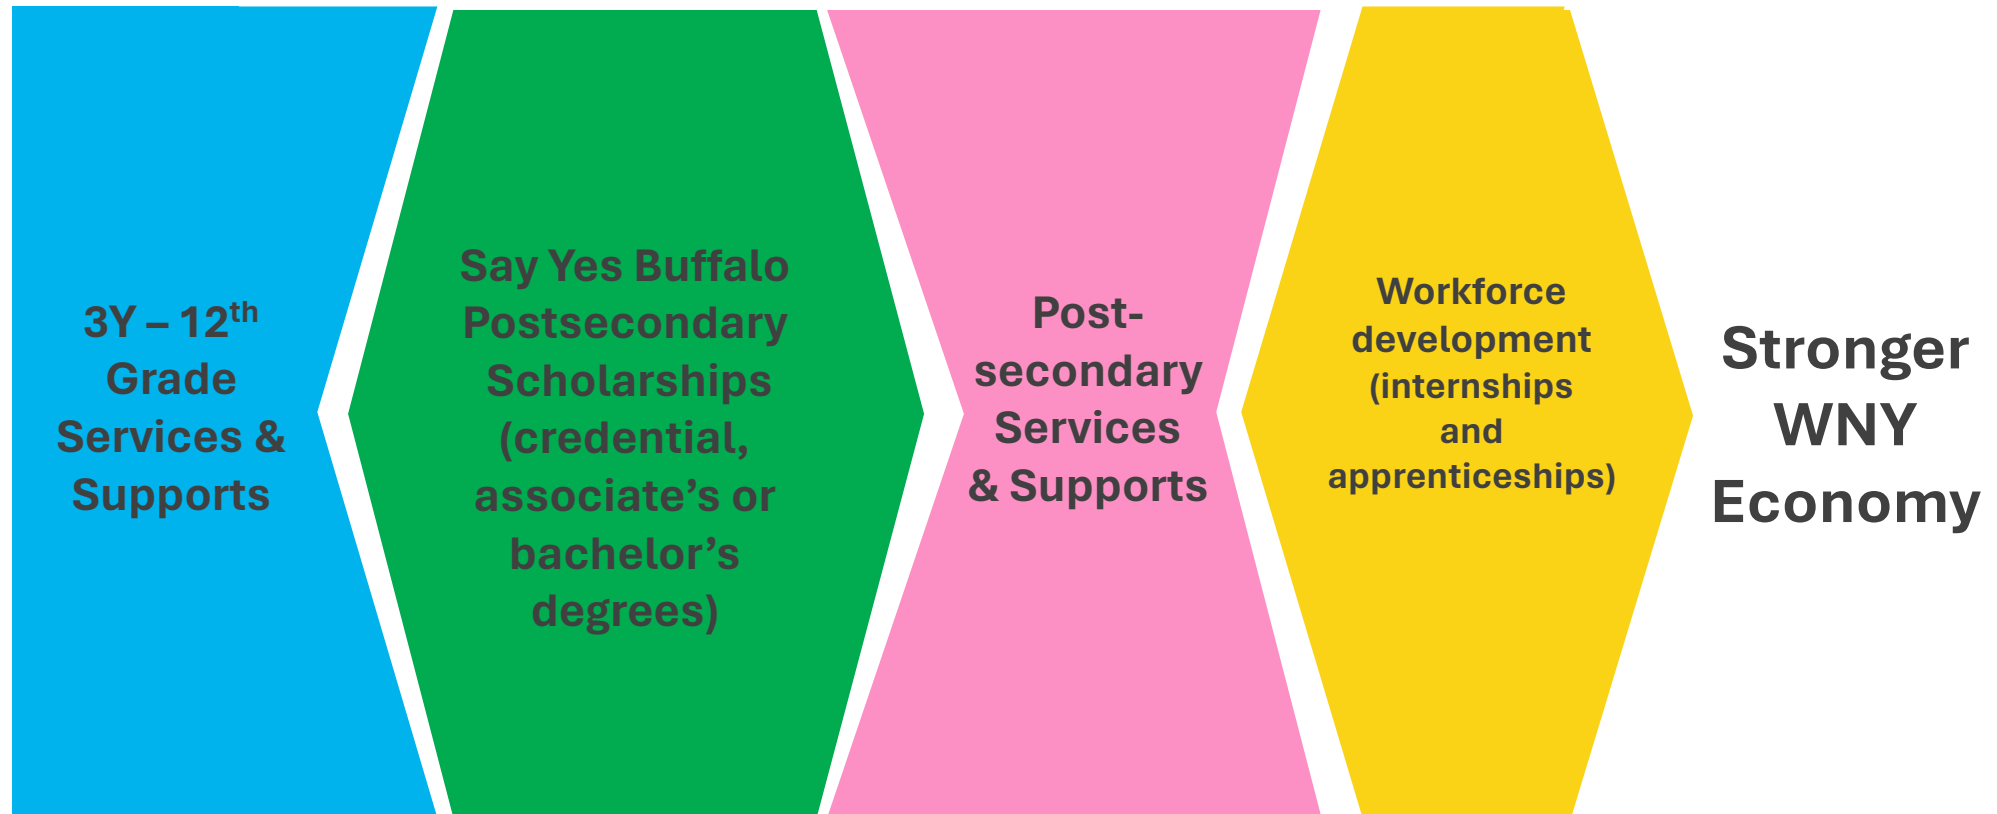 3Y – 12th
Grade
Services &
Supports
Say Yes Buffalo
Postsecondary
Scholarships
(credential,
associate’s or
bachelor’s
degrees)
Post-
secondary
Services
& Supports
Workforce
development
(internships
and
apprenticeships)
Stronger
WNY
Economy